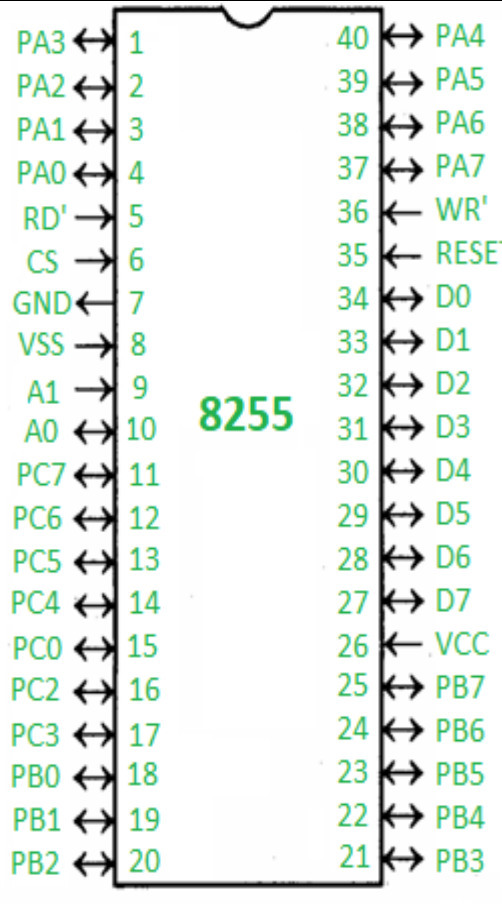 PA3 1 40 PA4
PA2 2 39 PA5
PA1 3 38 PA6
PA0 4 37 PA7
RD' 5 36 WR'
CS 6 35 RESET
GND 7 34 D0
VSS 8 33 D1
A1 9 32 D2
8255
A0 10 31 D3
PC7 11 30 D4
PC6 12 29 D5
PC5 13 28 D6
PC4 14 27 D7
PC0 15 26 VCC
PC2 16 25 PB7
PC3 17 24 PB6
PB0 18 23 PB5
PB1 19 22 PB4
PB2 20 21 PB3